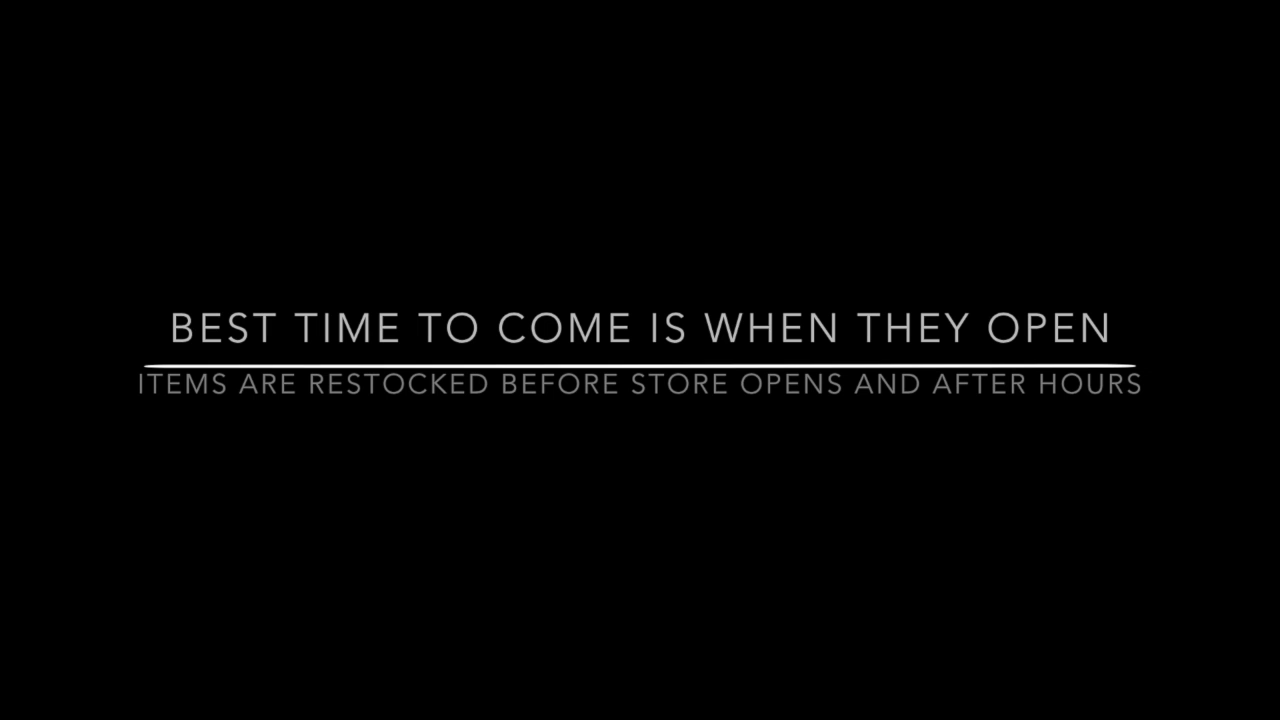 BEST TIME TO COME IS WHEN THEY OPEN
ITEMS ARE RESTOCKED BEFORE STORE OPENS AND AFTER HOURS